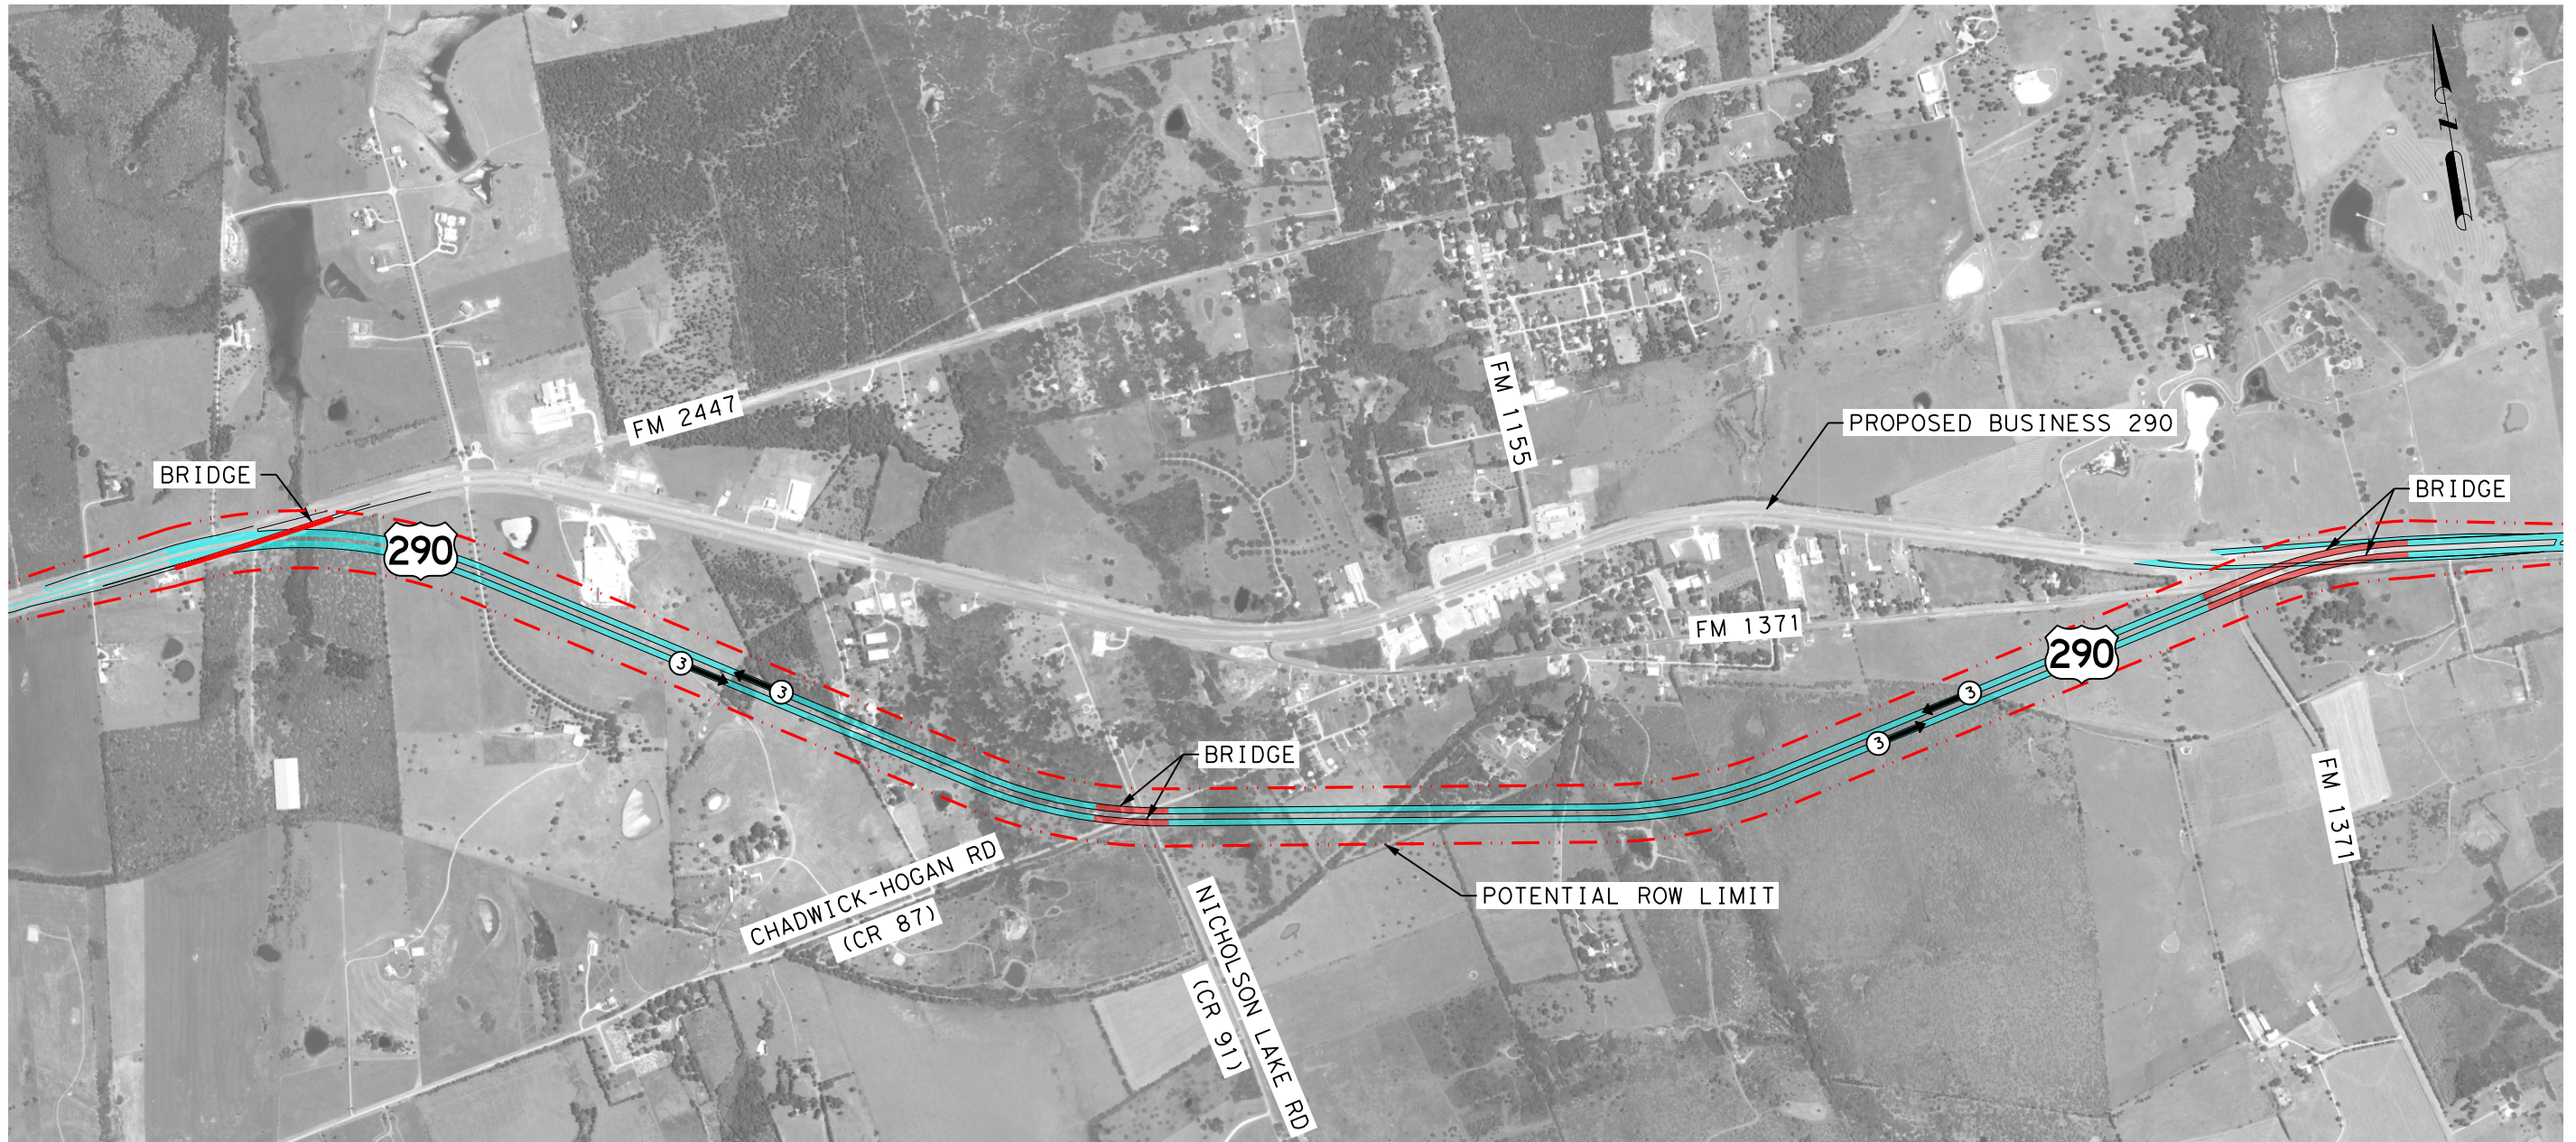 FM 2447
FM 1155
PROPOSED BUSINESS 290
BRIDGE
BRIDGE
290
FM 1371
290
3
3
3
3
BRIDGE
FM 1371
CHADWICK-HOGAN RD
(CR 87)
POTENTIAL ROW LIMIT
NICHOLSON LAKE RD
(CR 91)